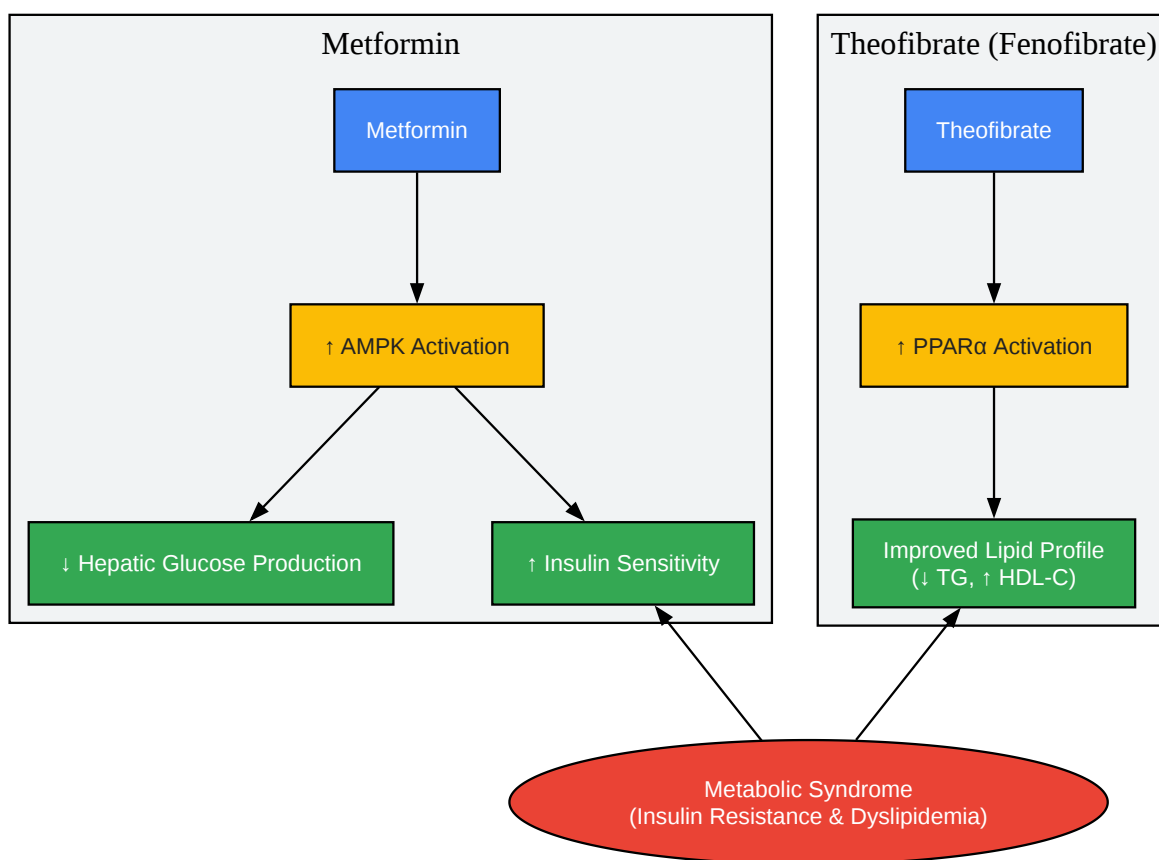 Metformin
Theofibrate (Fenofibrate)
Metformin
Theofibrate
↑ AMPK Activation
↑ PPARα Activation
↓ Hepatic Glucose Production
↑ Insulin Sensitivity
Improved Lipid Profile
(↓ TG, ↑ HDL-C)
Metabolic Syndrome
(Insulin Resistance & Dyslipidemia)